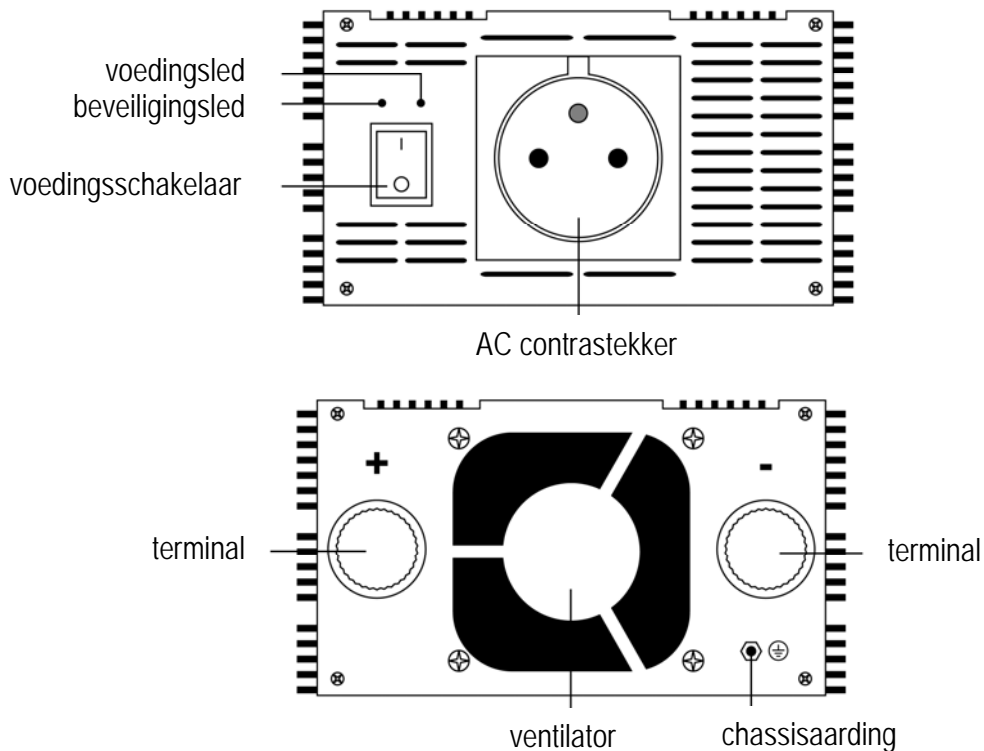 voedingsled
beveiligingsled
voedingsschakelaar
AC contrastekker
+
-
terminal
terminal
ventilator
chassisaarding